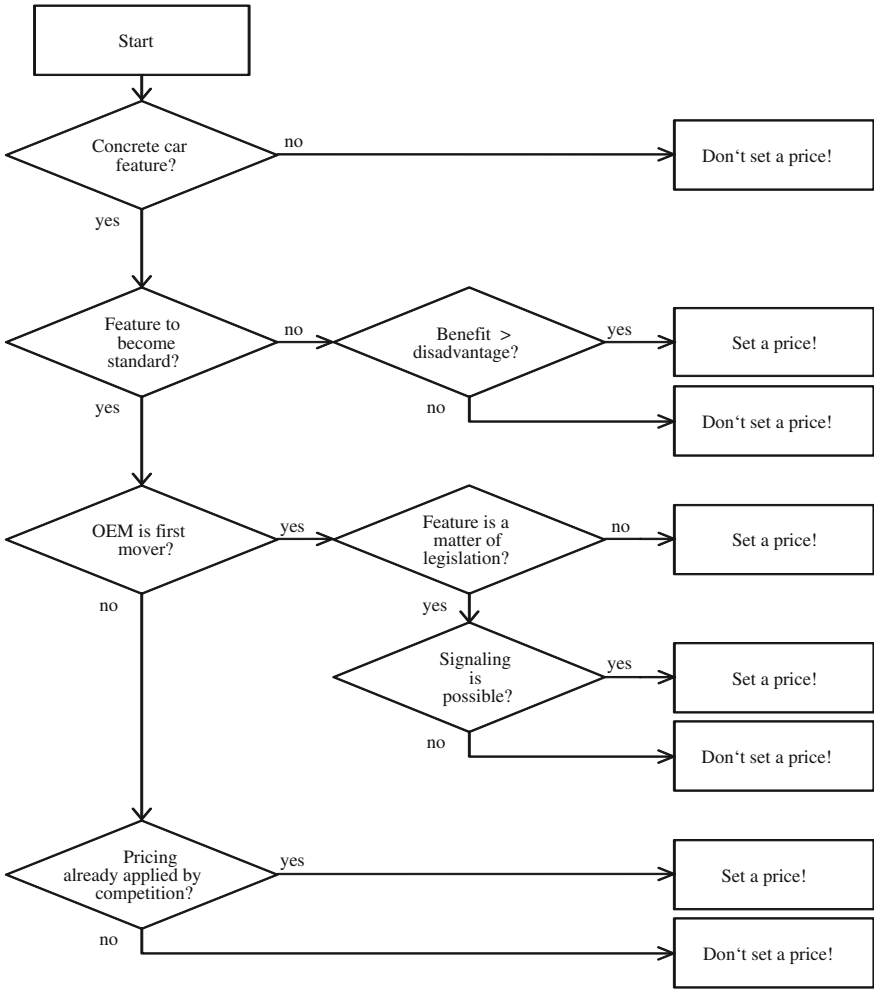 Start
Concrete car
feature?
no
Don‘t set a price!
yes
Feature to
become
standard?
no
Benefit >
disadvantage?
yes
Set a price!
yes
no
Don‘t set a price!
OEM is first
mover?
yes
Feature is a
matter of
legislation?
no
Set a price!
no
yes
Signaling
is
possible?
yes
Set a price!
no
Don‘t set a price!
Pricing
already applied by
competition?
yes
Set a price!
no
Don‘t set a price!